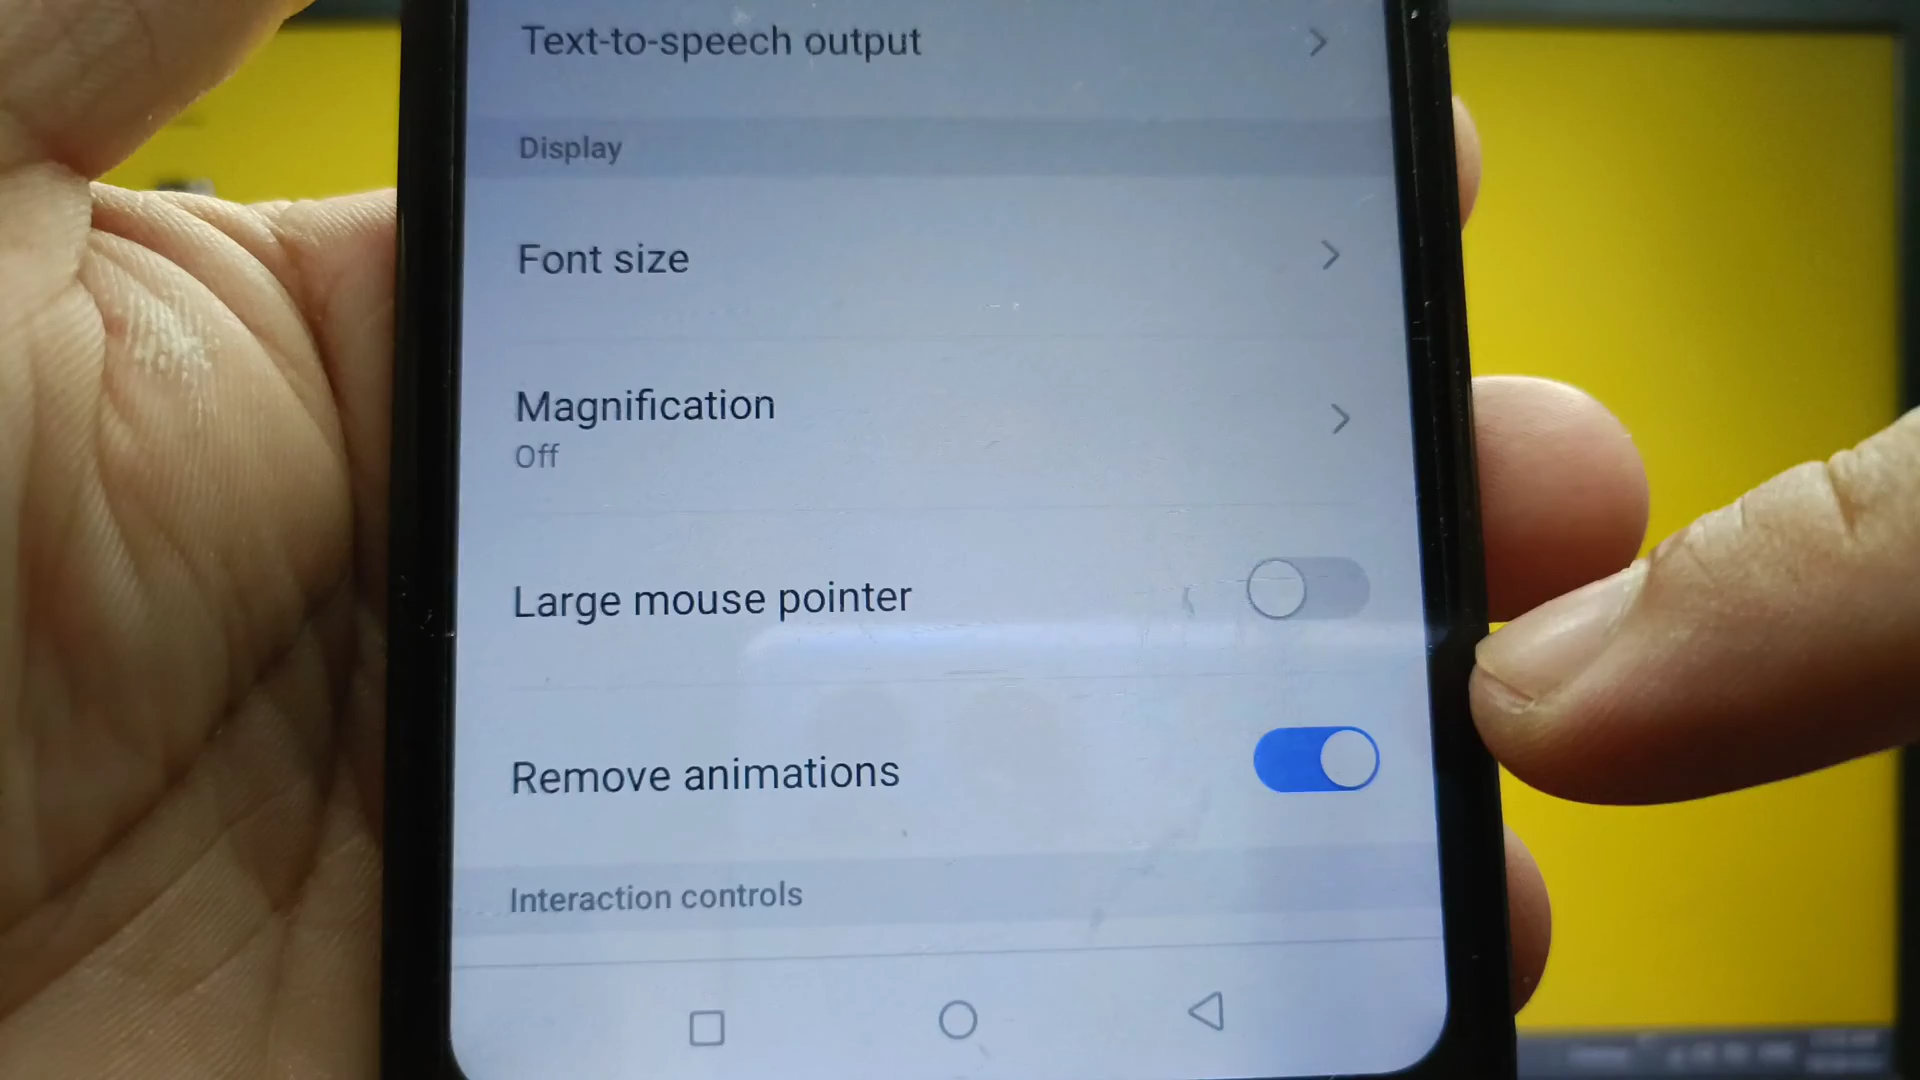 Text-to-speech output
Display
Font size
Magnification
Off
Large mouse pointer
Remove animations
Interaction controls